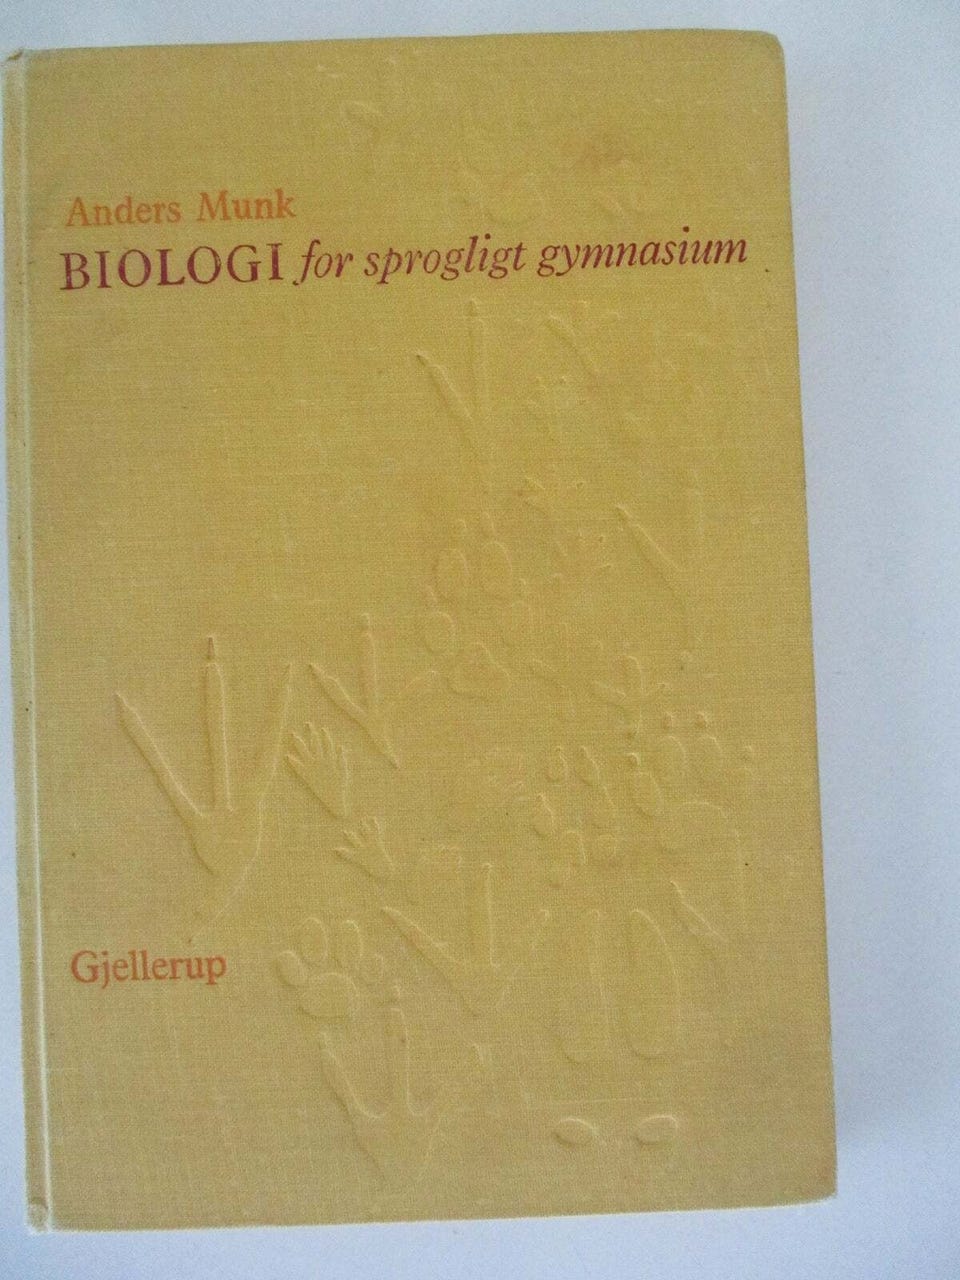 Anders Munk
BIOLOGI for sprogligt gymnasium
Gjellerup